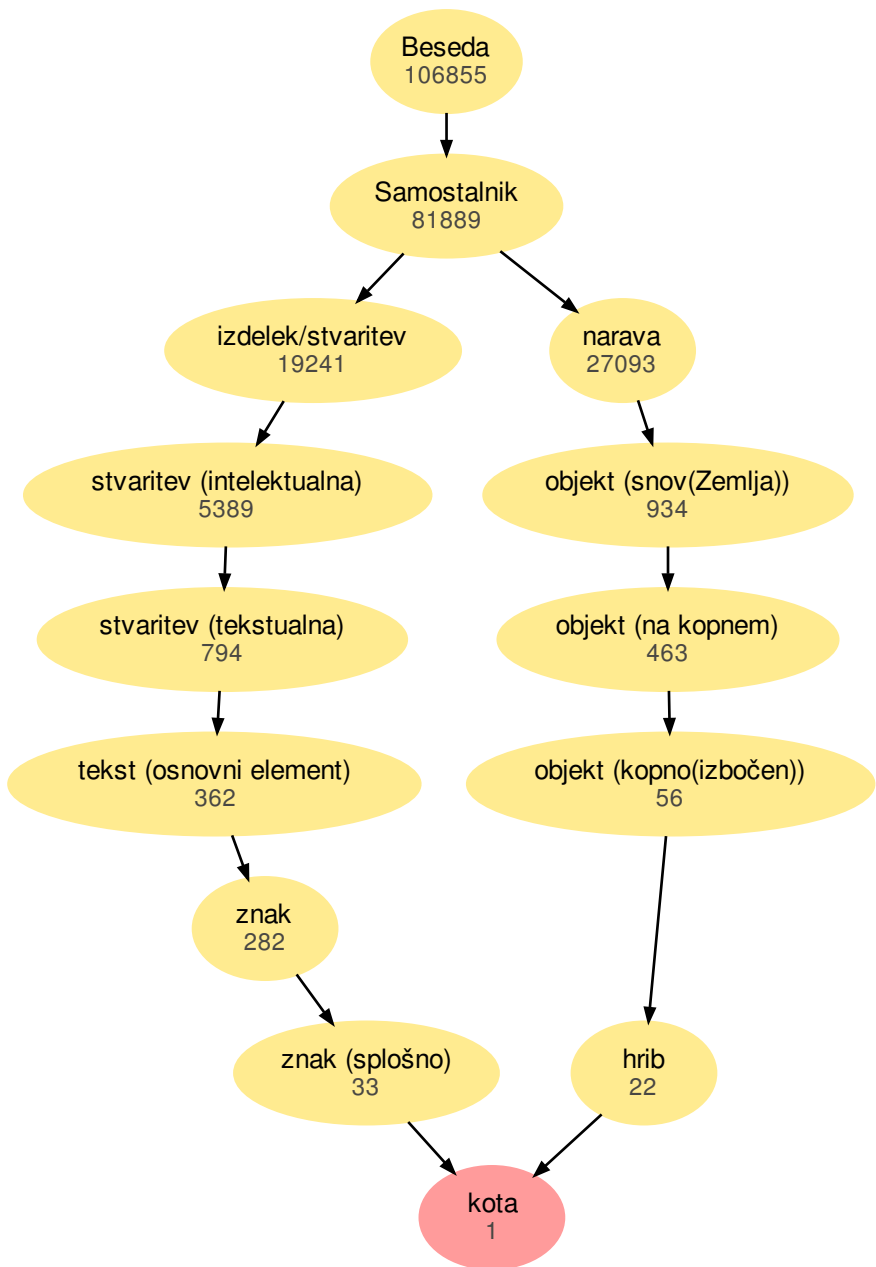 Beseda
106855
Samostalnik
81889
izdelek/stvaritev
19241
narava
27093
stvaritev (intelektualna)
5389
objekt (snov(Zemlja))
934
stvaritev (tekstualna)
794
objekt (na kopnem)
463
tekst (osnovni element)
362
objekt (kopno(izbočen))
56
znak
282
znak (splošno)
33
hrib
22
kota
1